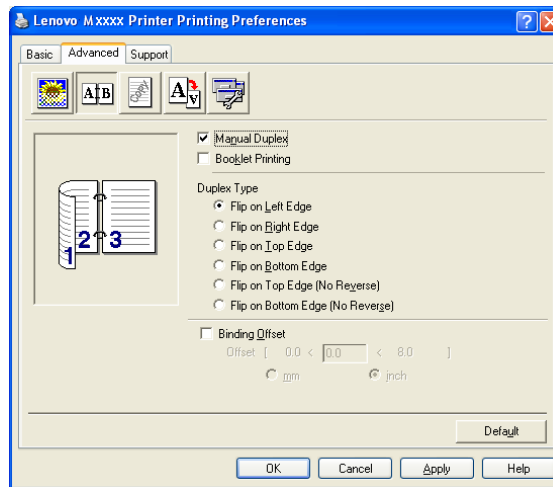 Lenovo Mxxxx Printer Printing Preferences
Basic Advanced Support
A B
A V
Manual Duplex
Booklet Printing
1 2 3
Duplex Type
Flip on Left Edge
Flip on Right Edge
Flip on Top Edge
Flip on Bottom Edge
Flip on Top Edge (No Reverse)
Flip on Bottom Edge (No Reverse)
Binding Offset
Offset [ 0.0 < 0.0 < 8.0 ]
mm inch
Default
OK Cancel Apply Help